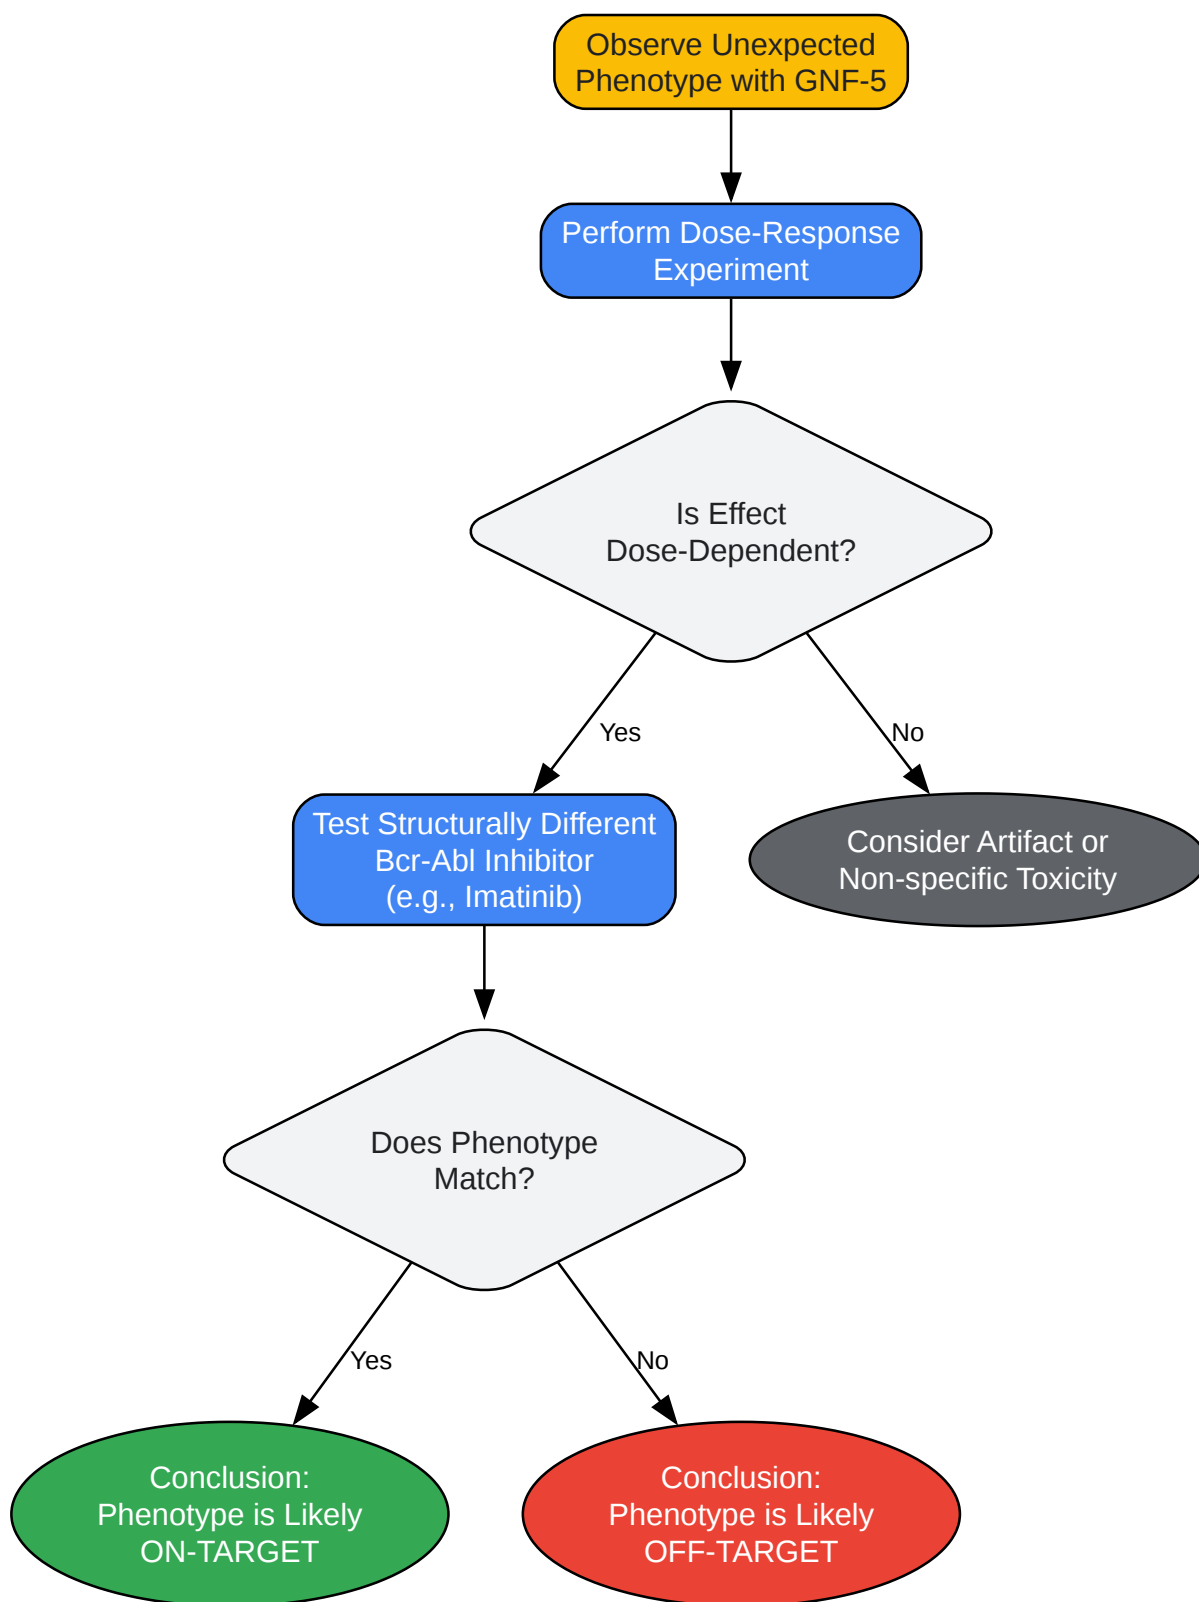 Observe Unexpected
Phenotype with GNF-5
Perform Dose-Response
Experiment
Is Effect
Dose-Dependent?
Yes
No
Test Structurally Different
Bcr-Abl Inhibitor
(e.g., Imatinib)
Consider Artifact or
Non-specific Toxicity
Does Phenotype
Match?
Yes
No
Conclusion:
Phenotype is Likely
ON-TARGET
Conclusion:
Phenotype is Likely
OFF-TARGET